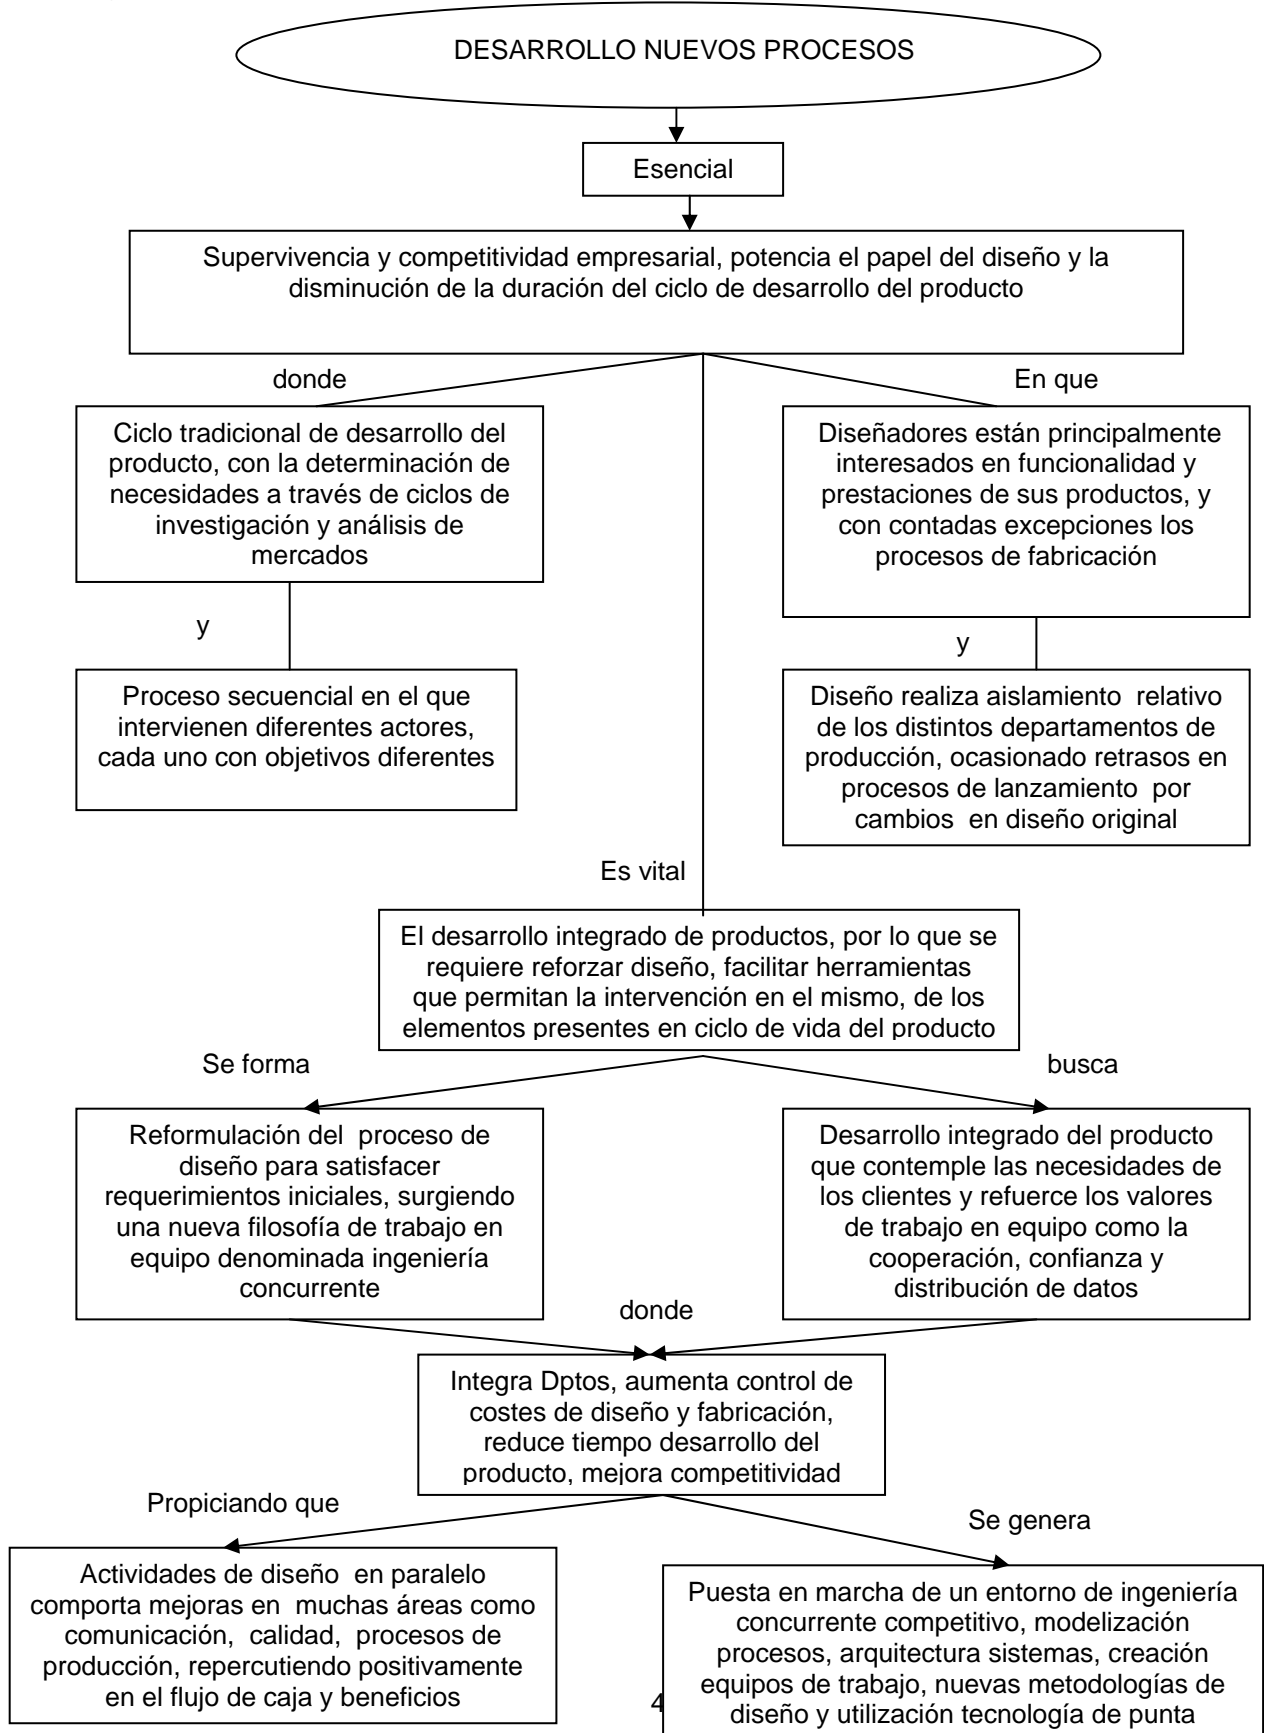 DESARROLLO NUEVOS PROCESOS
Esencial
Supervivencia y competitividad empresarial, potencia el papel del diseño y la
disminución de la duración del ciclo de desarrollo del producto
donde
En que
Ciclo tradicional de desarrollo del
producto, con la determinación de
necesidades a través de ciclos de
investigación y análisis de
mercados
Diseñadores están principalmente
interesados en funcionalidad y
prestaciones de sus productos, y
con contadas excepciones los
procesos de fabricación
y
y
Proceso secuencial en el que
intervienen diferentes actores,
cada uno con objetivos diferentes
Diseño realiza aislamiento relativo
de los distintos departamentos de
producción, ocasionado retrasos en
procesos de lanzamiento por
cambios en diseño original
Es vital
El desarrollo integrado de productos, por lo que se
requiere reforzar diseño, facilitar herramientas
que permitan la intervención en el mismo, de los
elementos presentes en ciclo de vida del producto
Se forma
busca
Reformulación del proceso de
diseño para satisfacer
requerimientos iniciales, surgiendo
una nueva filosofía de trabajo en
equipo denominada ingeniería
concurrente
Desarrollo integrado del producto
que contemple las necesidades de
los clientes y refuerce los valores
de trabajo en equipo como la
cooperación, confianza y
distribución de datos
donde
Integra Dptos, aumenta control de
costes de diseño y fabricación,
reduce tiempo desarrollo del
producto, mejora competitividad
Propiciando que
Se genera
Actividades de diseño en paralelo
comporta mejoras en muchas áreas como
comunicación, calidad, procesos de
producción, repercutiendo positivamente
en el flujo de caja y beneficios
Puesta en marcha de un entorno de ingeniería
concurrente competitivo, modelización
procesos, arquitectura sistemas, creación
equipos de trabajo, nuevas metodologías de
diseño y utilización tecnología de punta
4